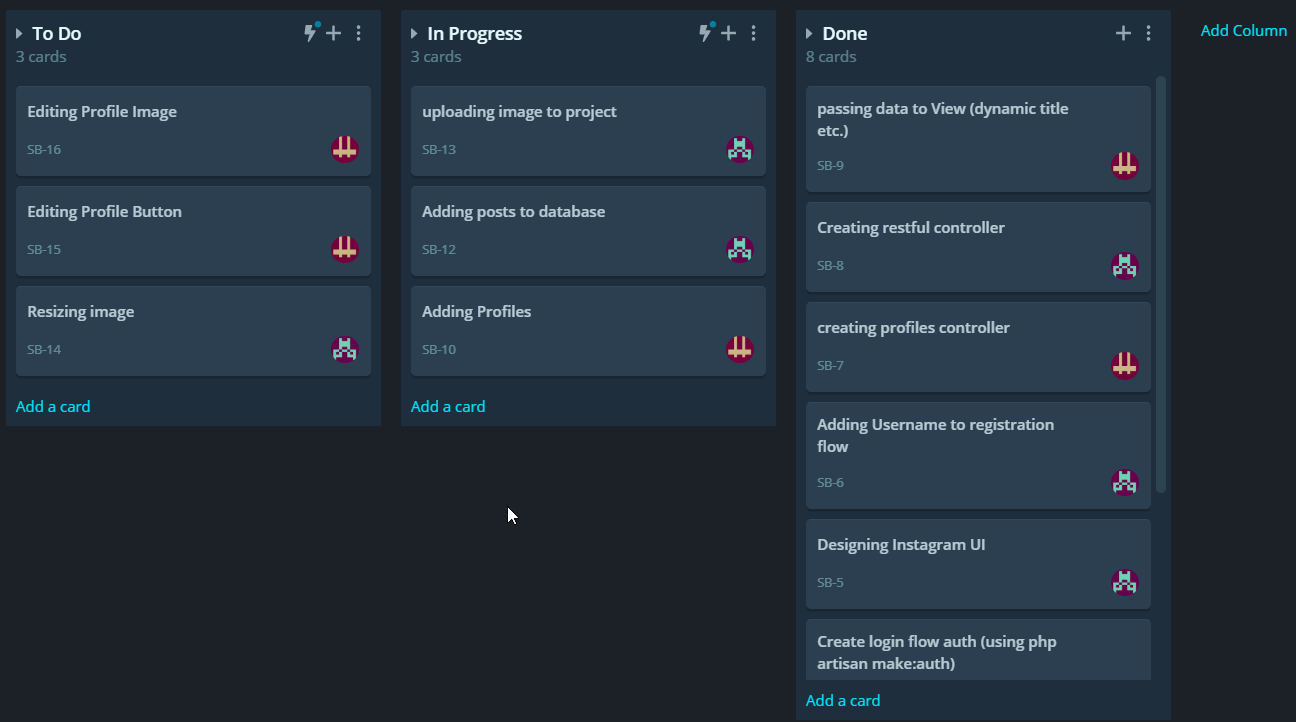 To Do
3 cards
Editing Profile Image
SB-16
Editing Profile Button
SB-15
Resizing image
SB-14
Add a card
In Progress
3 cards
uploading image to project
SB-13
Adding posts to database
SB-12
Adding Profiles
SB-10
Add a card
Done
8 cards
passing data to View (dynamic title
etc.)
SB-9
Creating restful controller
SB-8
creating profiles controller
SB-7
Adding Username to registration
flow
SB-6
Designing Instagram UI
SB-5
Create login flow auth (using php
artisan make:auth)
Add a card
Add Column